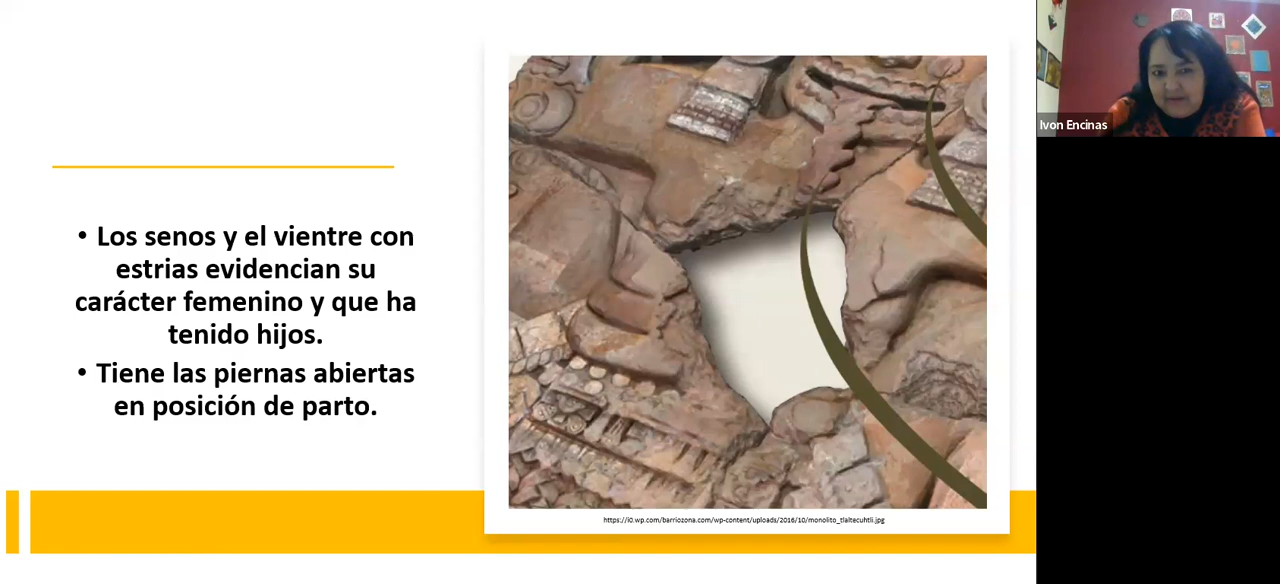 • Los senos y el vientre con
estrias evidencian su
carácter femenino y que ha
tenido hijos.
• Tiene las piernas abiertas
en posición de parto.
https://i0.wp.com/barriozona.com/wp-content/uploads/2016/10/monolito_tlaltecuhtli.jpg
Ivon Encinas